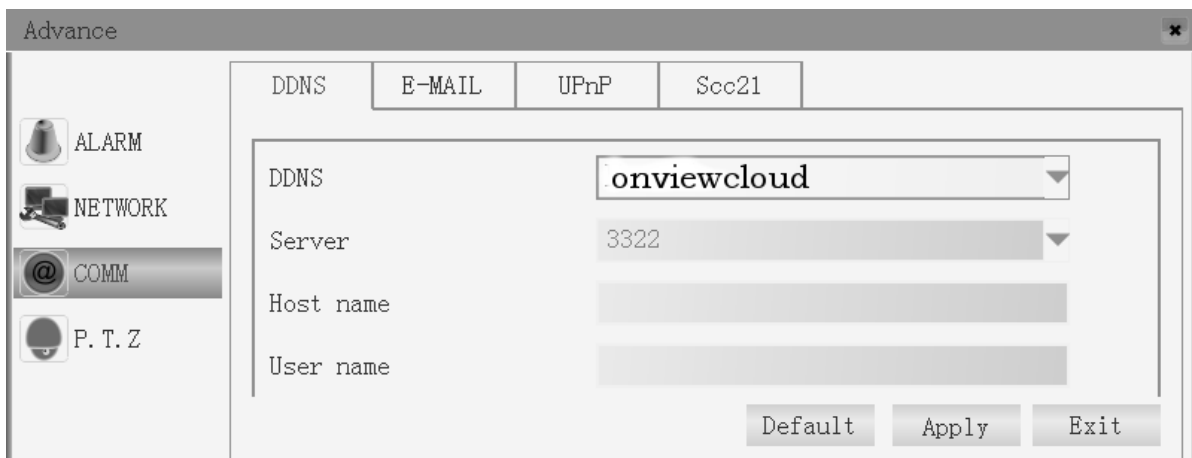 Advance
DDNS E-MAIL UPnP Scc21
ALARM
NETWORK
COMM
P.T.Z
DDNS onviewcloud
Server 3322
Host name
User name
Default Apply Exit